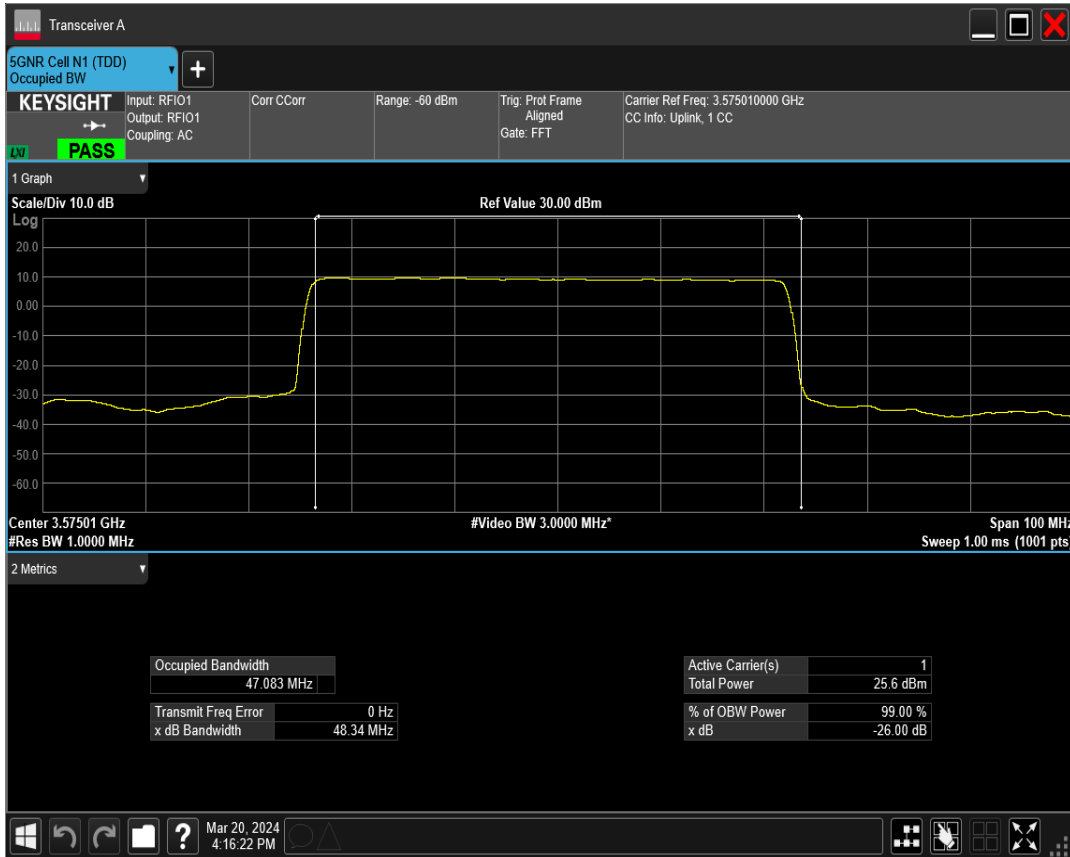 Transceiver A
5GNR Cell N1 (TDD)
Occupied BW
+
KEYSIGHT
LXI
PASS
Input: RFIO1
Output: RFIO1
Coupling: AC
Corr CCorr
Range: -60 dBm
Trig: Prot Frame
Aligned
Gate: FFT
Carrier Ref Freq: 3.575010000 GHz
CC Info: Uplink, 1 CC
1 Graph
Scale/Div 10.0 dB
Ref Value 30.00 dBm
Log
20.0
10.0
0.00
-10.0
-20.0
-30.0
-40.0
-50.0
-60.0
Center 3.57501 GHz
#Video BW 3.0000 MHz*
Span 100 MHz
#Res BW 1.0000 MHz
Sweep 1.00 ms (1001 pts)
2 Metrics
Occupied Bandwidth
47.083 MHz
Transmit Freq Error 0 Hz
x dB Bandwidth 48.34 MHz
Active Carrier(s) 1
Total Power 25.6 dBm
% of OBW Power 99.00 %
x dB -26.00 dB
?
Mar 20, 2024
4:16:22 PM